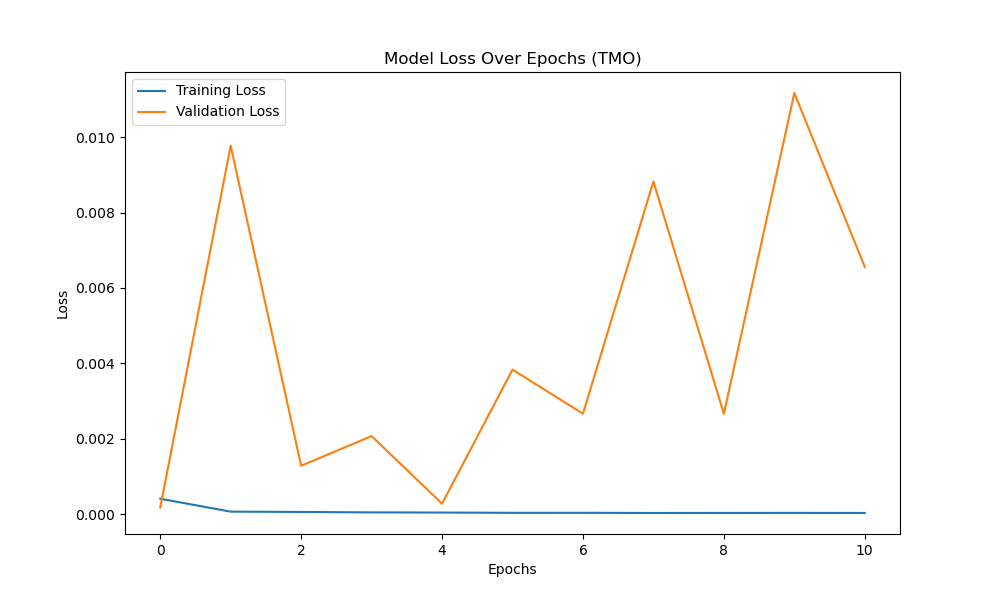 Model Loss Over Epochs (TMO)
Training Loss
Validation Loss
0.010
0.008
0.006
0.004
0.002
0.000
Loss
0 2 4 6 8 10
Epochs